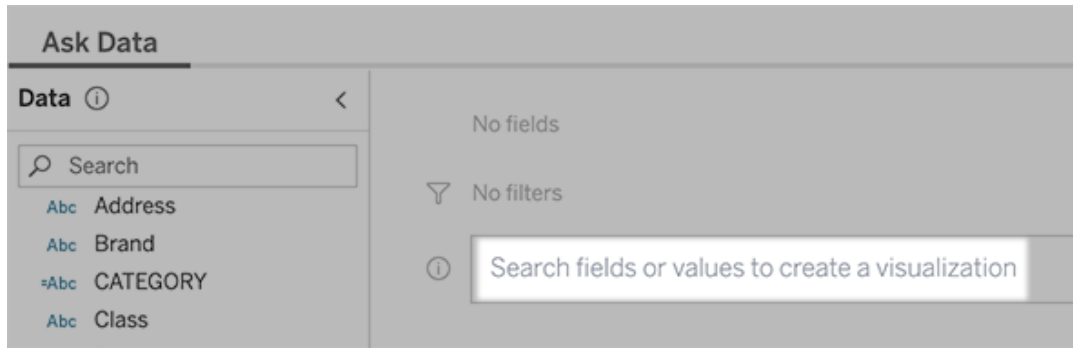 Ask Data
Data
Search
Abc Address
Abc Brand
=Abc CATEGORY
Abc Class
No fields
No filters
Search fields or values to create a visualization